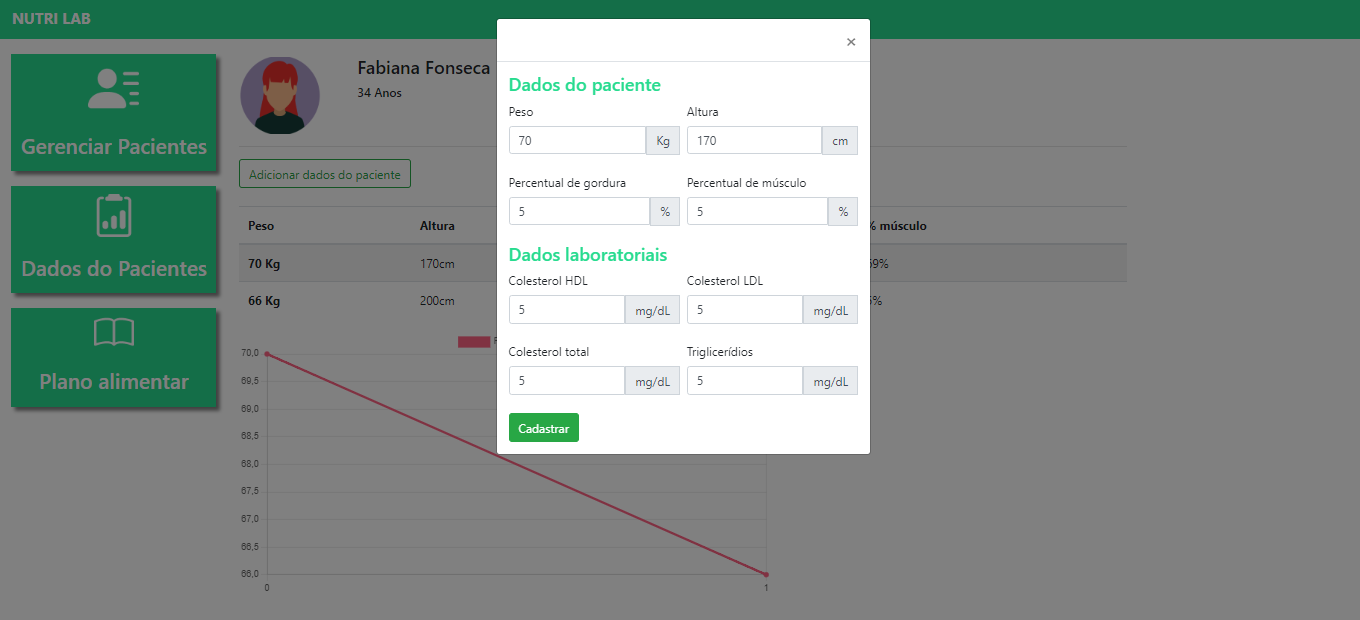 NUTRI LAB
Gerenciar Pacientes
Dados do Pacientes
Plano alimentar
Fabiana Fonseca
34 Anos
Adicionar dados do paciente
Peso Altura % músculo
70 Kg 170cm
66 Kg 200cm
70,0
69,5
69,0
68,5
68,0
67,5
67,0
66,5
66,0
0 1
×
Dados do paciente
Peso Altura
70 Kg 170 cm
Percentual de gordura Percentual de músculo
5 % 5 %
Dados laboratoriais
Colesterol HDL Colesterol LDL
5 mg/dL 5 mg/dL
Colesterol total Triglicerídios
5 mg/dL 5 mg/dL
Cadastrar